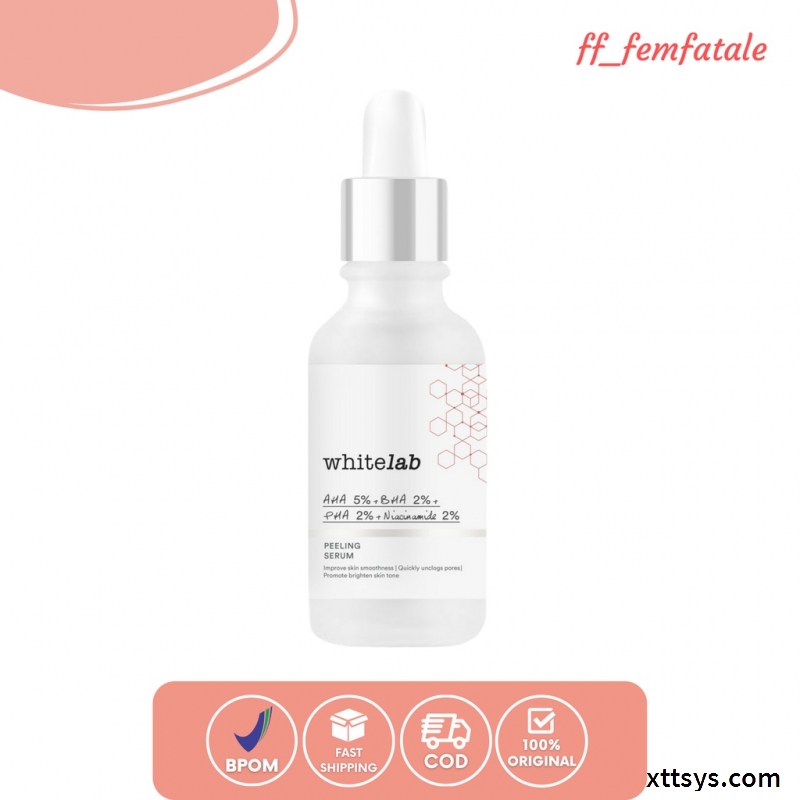 ff_femfatale
whitelab
AHA 5% + BHA 2% +
PHA 2% + Niacinamide 2%
PEELING
SERUM
Improve skin smoothness | Quickly unclogs pores |
Promote brighten skin tone
BPOM
FAST
SHIPPING
COD
100%
ORIGINAL
xttsys.com